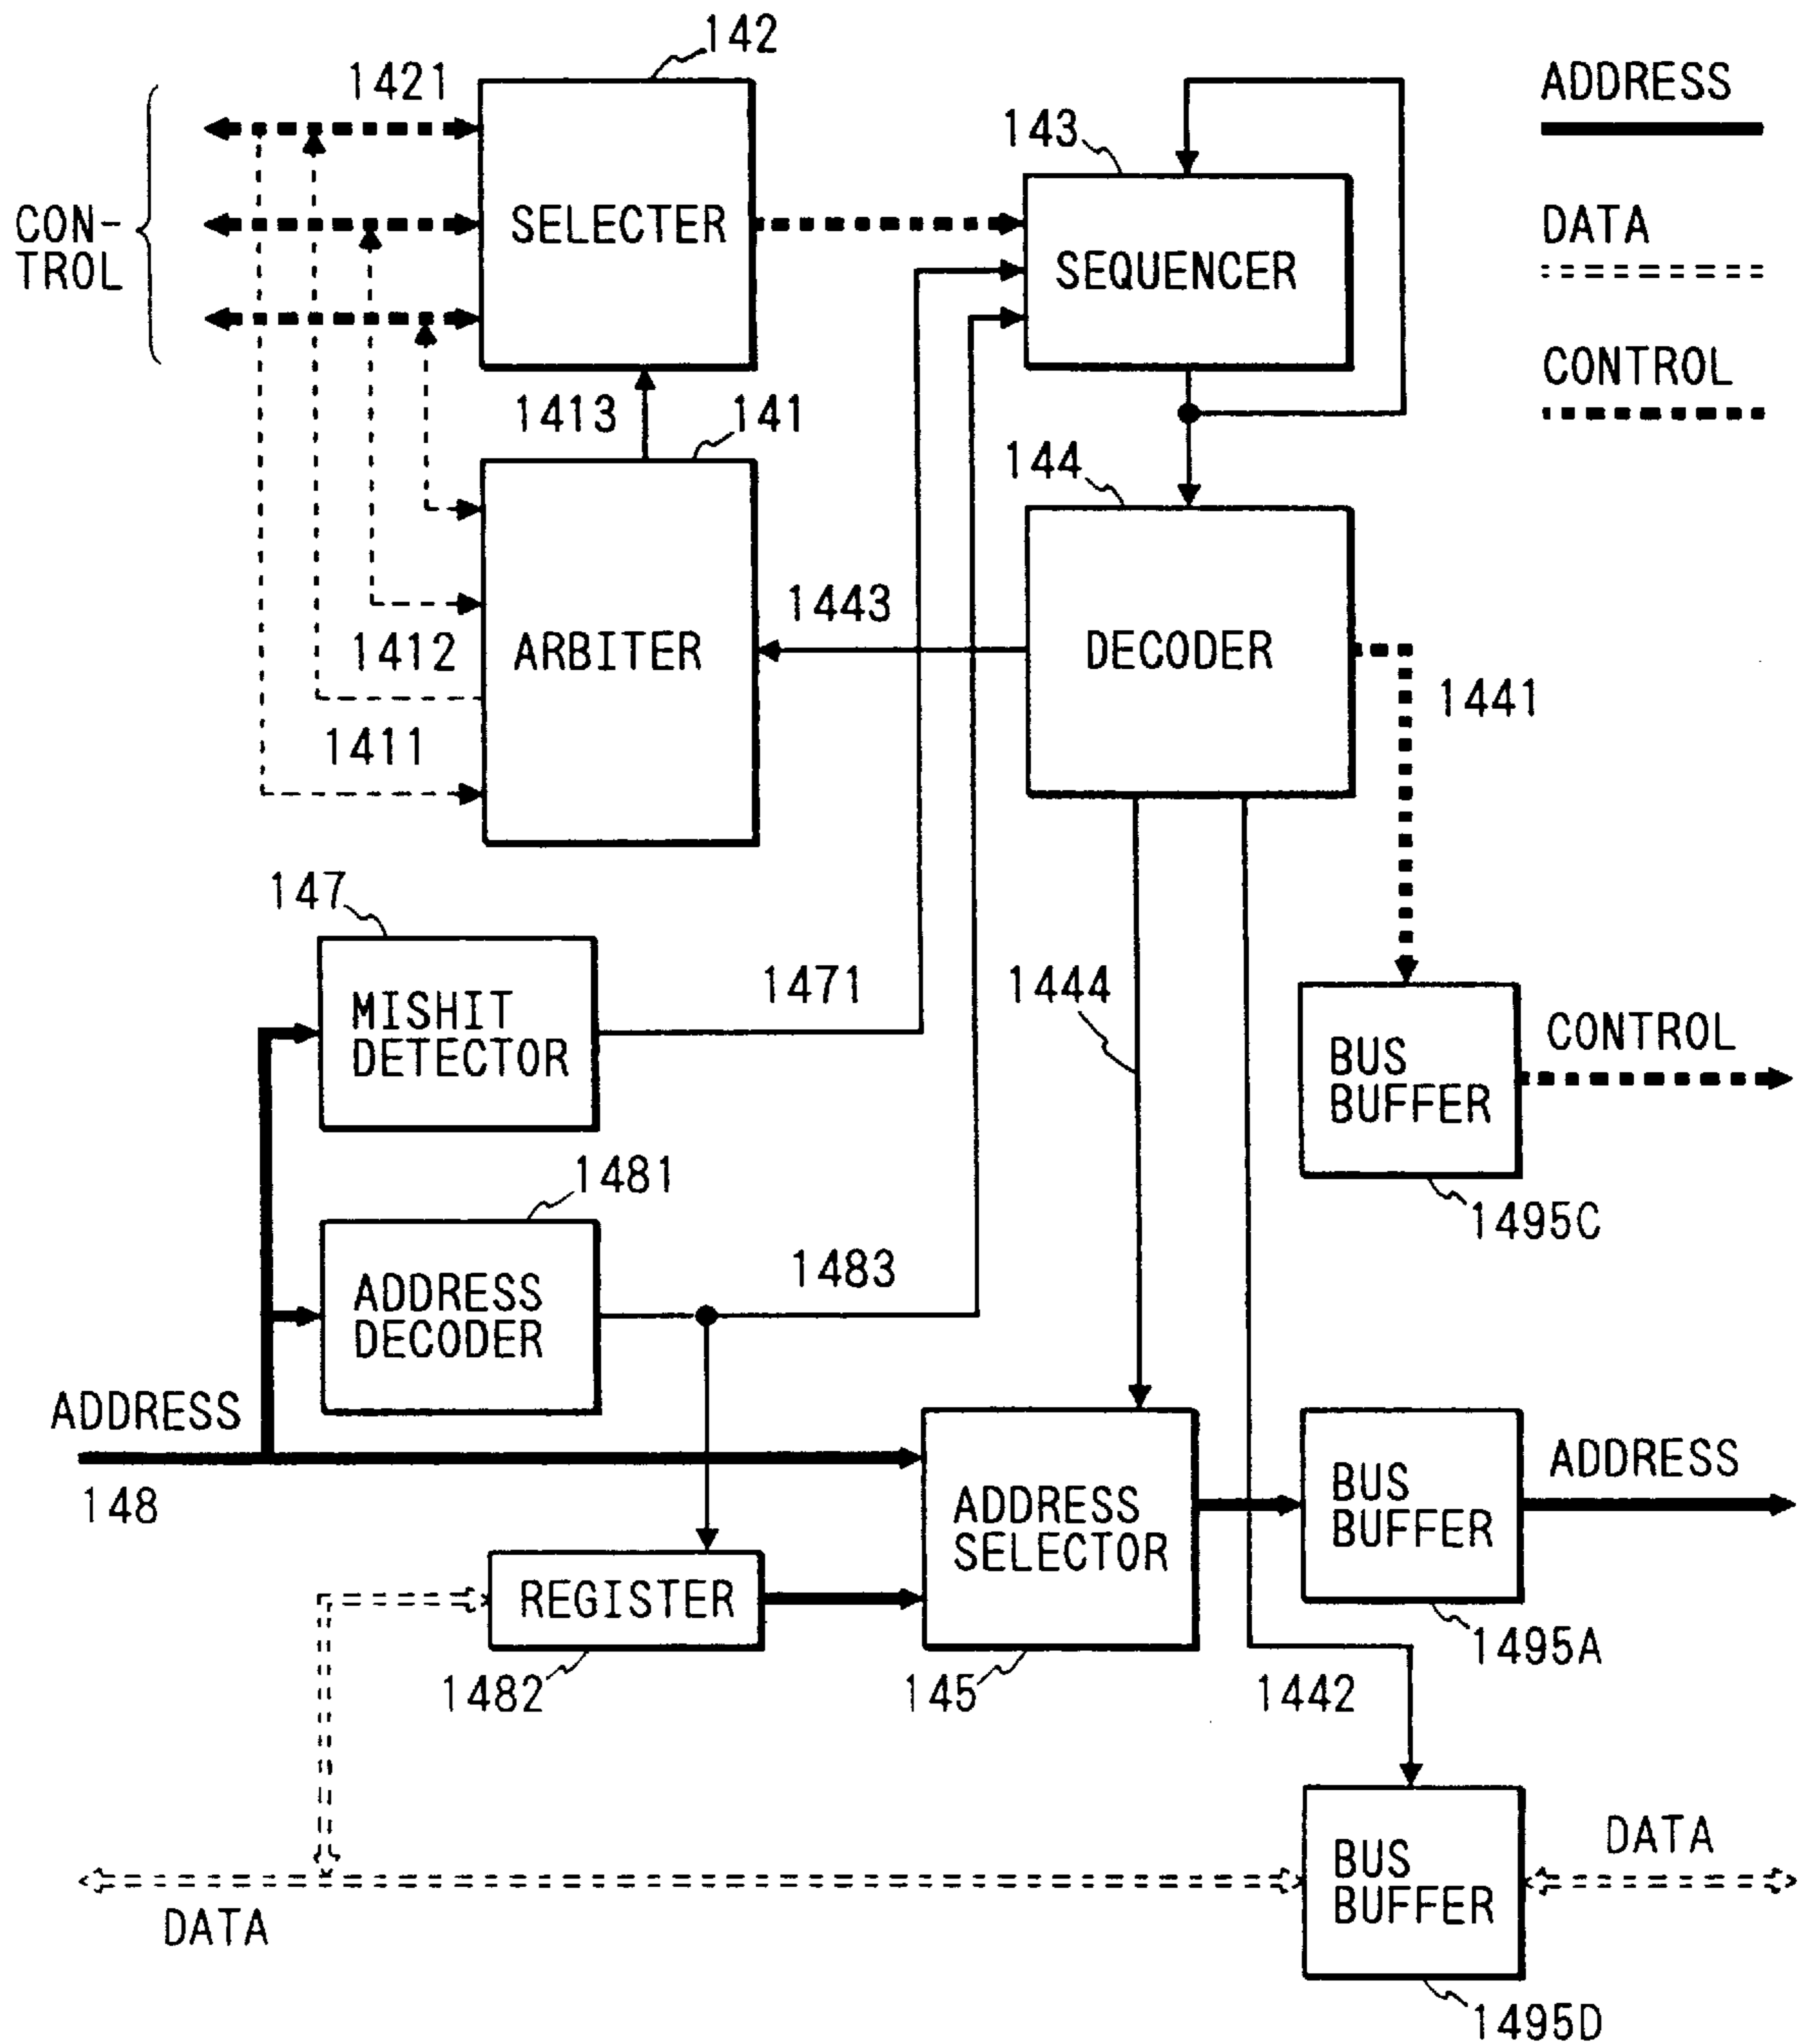 142
1421
ADDRESS
143
DATA
CON-
TROL
SELECTER
SEQUENCER
CONTROL
1413
141
144
1443
1412
ARBITER
DECODER
1441
1411
147
1471
1444
MISHIT
DETECTOR
BUS
BUFFER
CONTROL
1481
1495C
1483
ADDRESS
DECODER
ADDRESS
148
ADDRESS
SELECTOR
BUS
BUFFER
ADDRESS
REGISTER
1482
145
1442
1495A
BUS
BUFFER
DATA
DATA
1495D